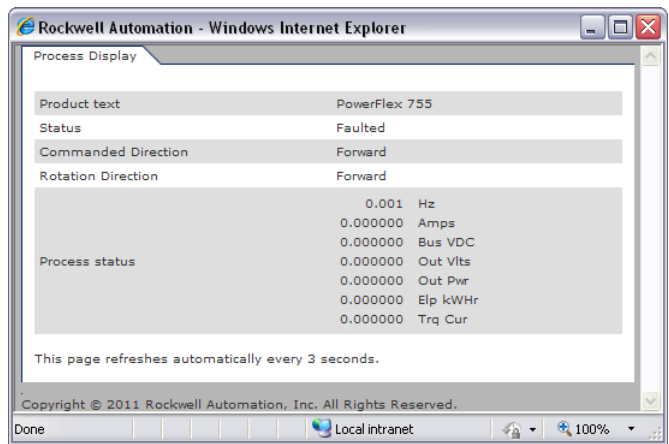 Rockwell Automation - Windows Internet Explorer
Process Display
Product text PowerFlex 755
Status Faulted
Commanded Direction Forward
Rotation Direction Forward
Process status
0.001 Hz
0.000000 Amps
0.000000 Bus VDC
0.000000 Out Vlts
0.000000 Out Pwr
0.000000 Elp kWHr
0.000000 Trq Cur
This page refreshes automatically every 3 seconds.
Copyright © 2011 Rockwell Automation, Inc. All Rights Reserved.
Done Local intranet 100%